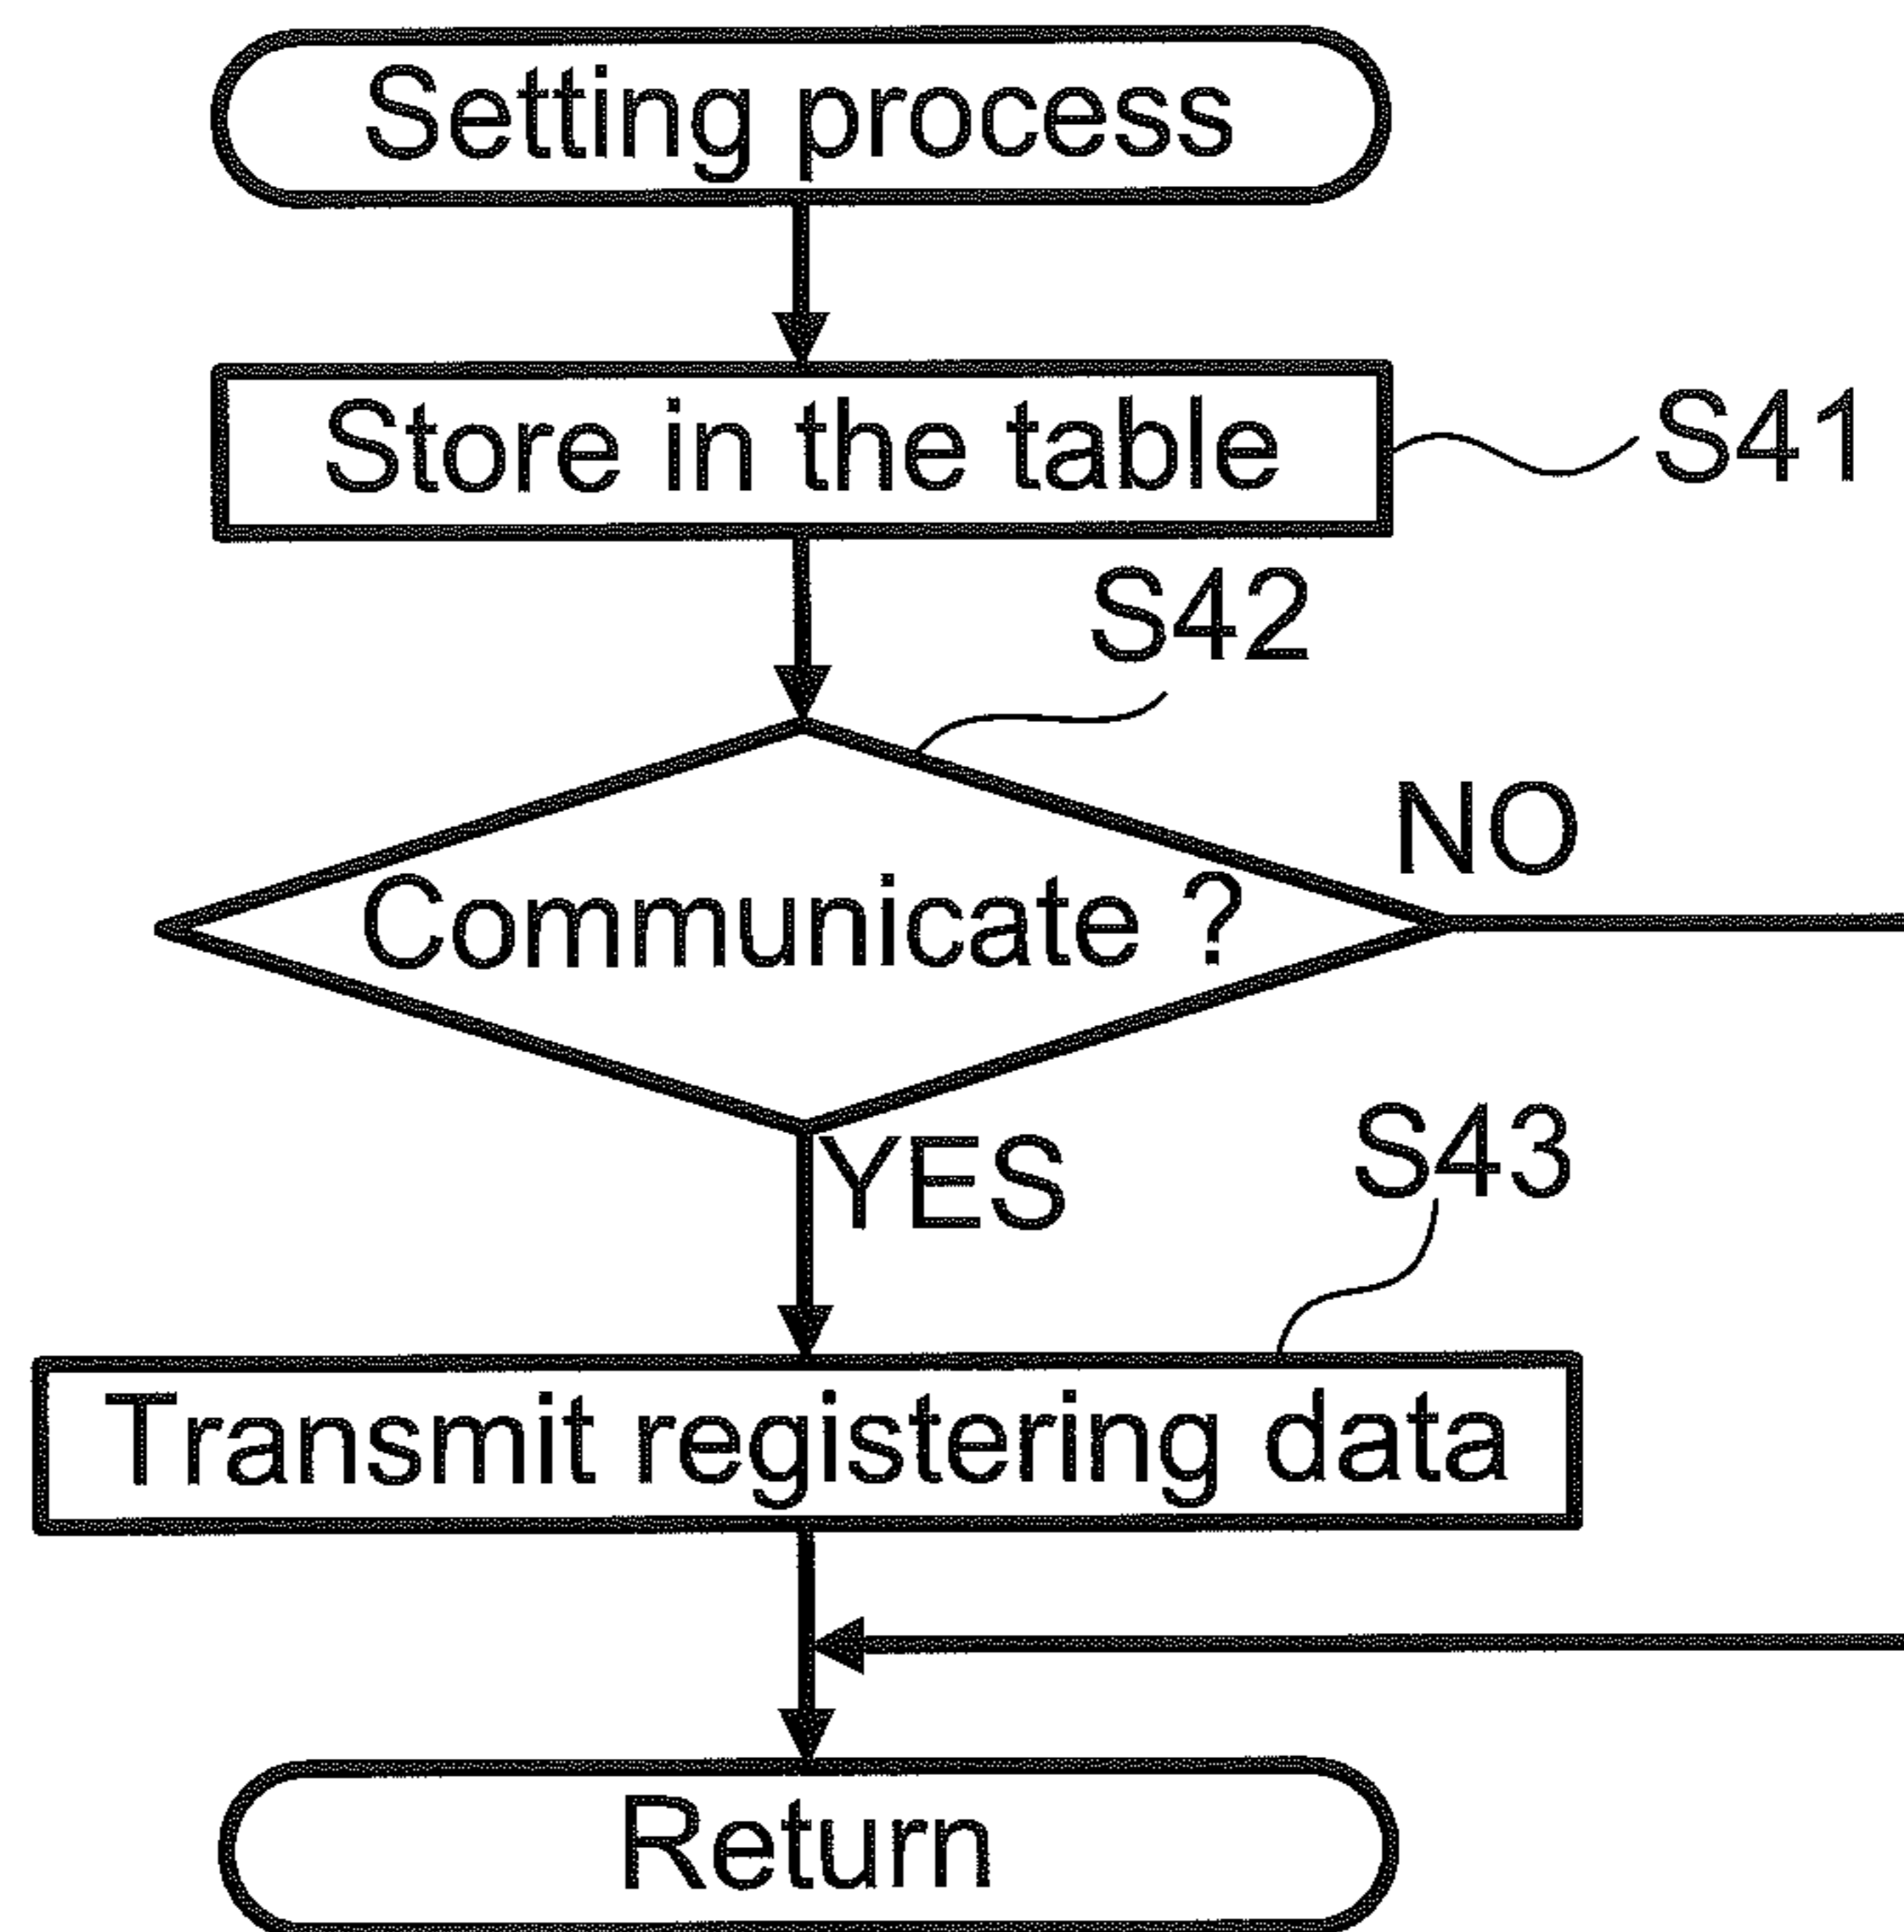 Setting process
Store in the table
S41
S42
Communicate ?
NO
YES
S43
Transmit registering data
Return